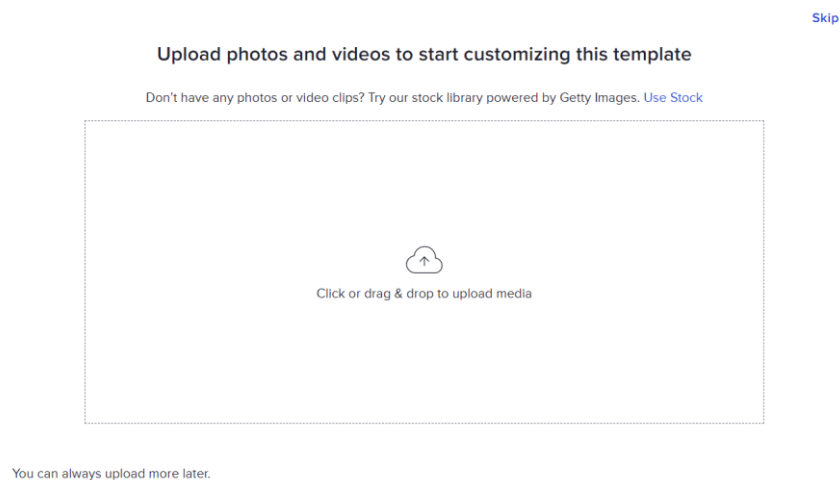 Skip
Upload photos and videos to start customizing this template
Don't have any photos or video clips? Try our stock library powered by Getty Images. Use Stock
Click or drag & drop to upload media
You can always upload more later.